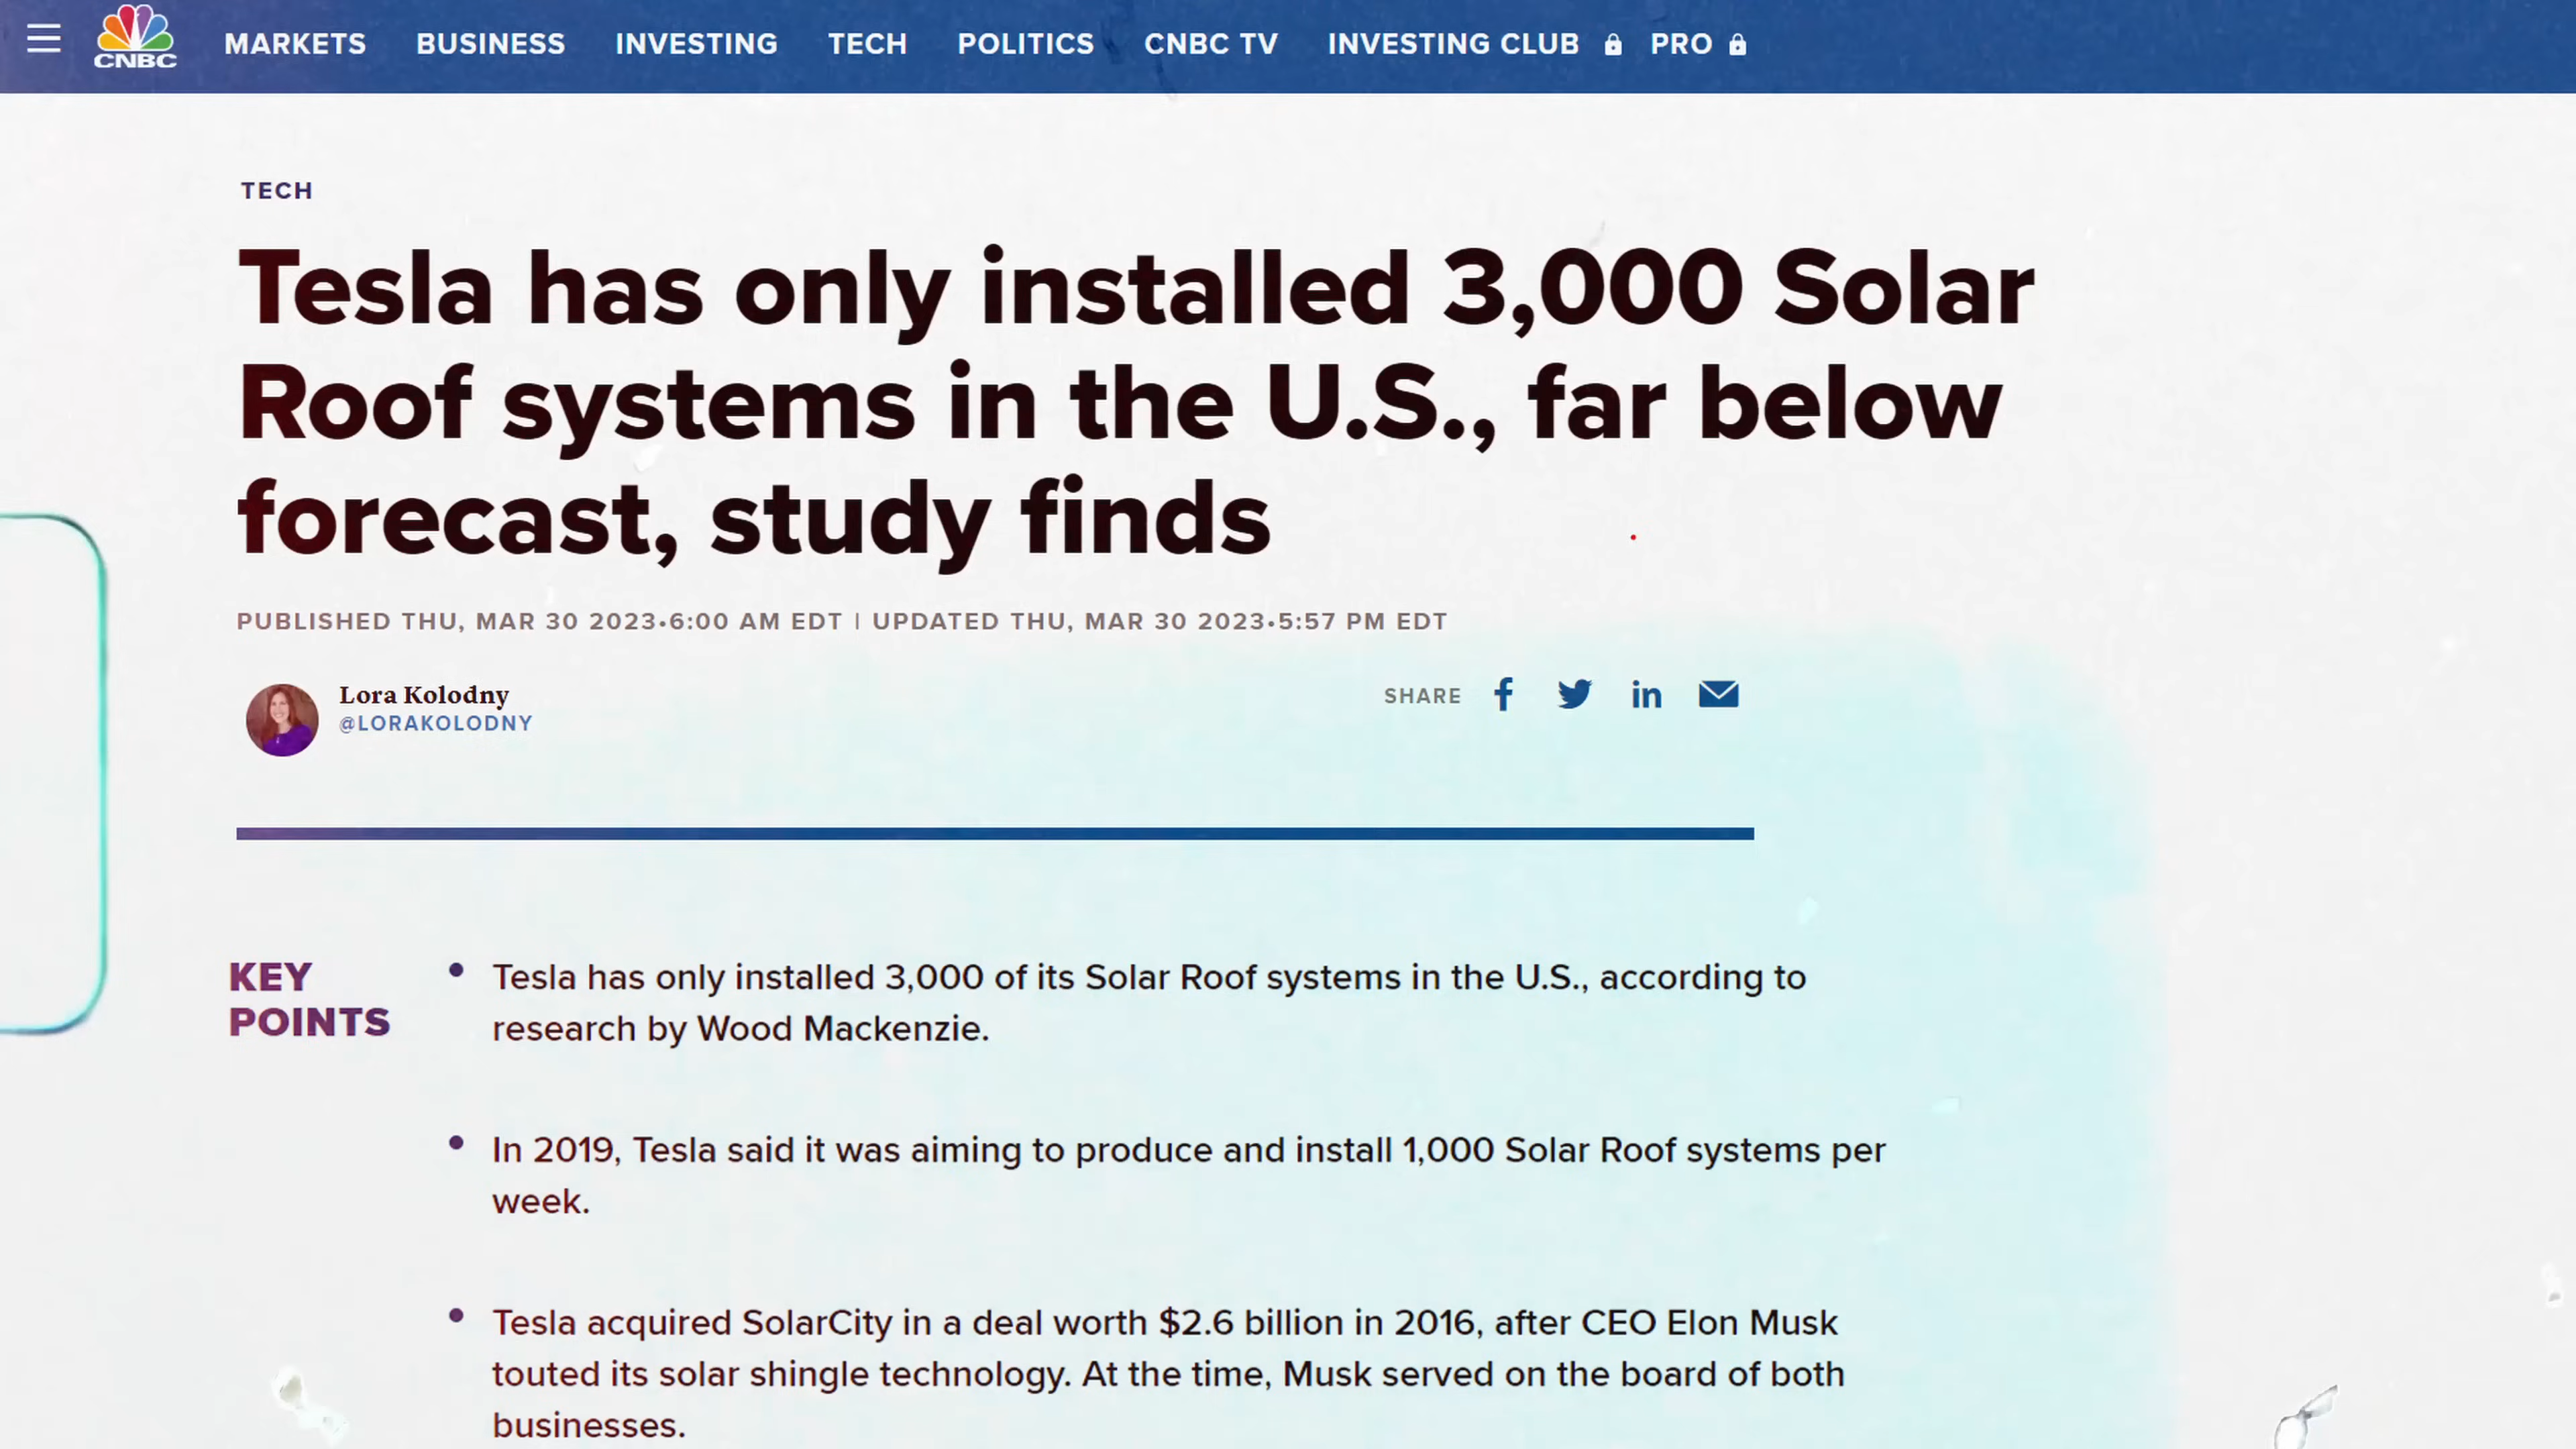 CNBC
MARKETS BUSINESS INVESTING TECH POLITICS CNBC TV INVESTING CLUB PRO
TECH
Tesla has only installed 3,000 Solar
Roof systems in the U.S., far below
forecast, study finds
PUBLISHED THU, MAR 30 2023•6:00 AM EDT | UPDATED THU, MAR 30 2023•5:57 PM EDT
Lora Kolodny
@LORAKOLODNY
SHARE
KEY
POINTS
• Tesla has only installed 3,000 of its Solar Roof systems in the U.S., according to
research by Wood Mackenzie.
• In 2019, Tesla said it was aiming to produce and install 1,000 Solar Roof systems per
week.
• Tesla acquired SolarCity in a deal worth $2.6 billion in 2016, after CEO Elon Musk
touted its solar shingle technology. At the time, Musk served on the board of both
businesses.